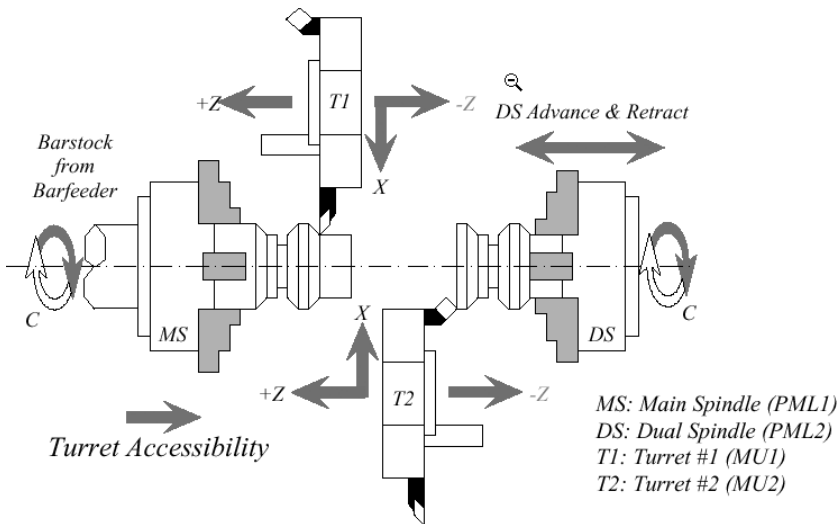 +Z
T1
-Z
DS Advance & Retract
Barstock
from
Barfeeder
X
C
MS
X
DS
C
+Z
T2
-Z
Turret Accessibility
MS: Main Spindle (PML1)
DS: Dual Spindle (PML2)
T1: Turret #1 (MU1)
T2: Turret #2 (MU2)